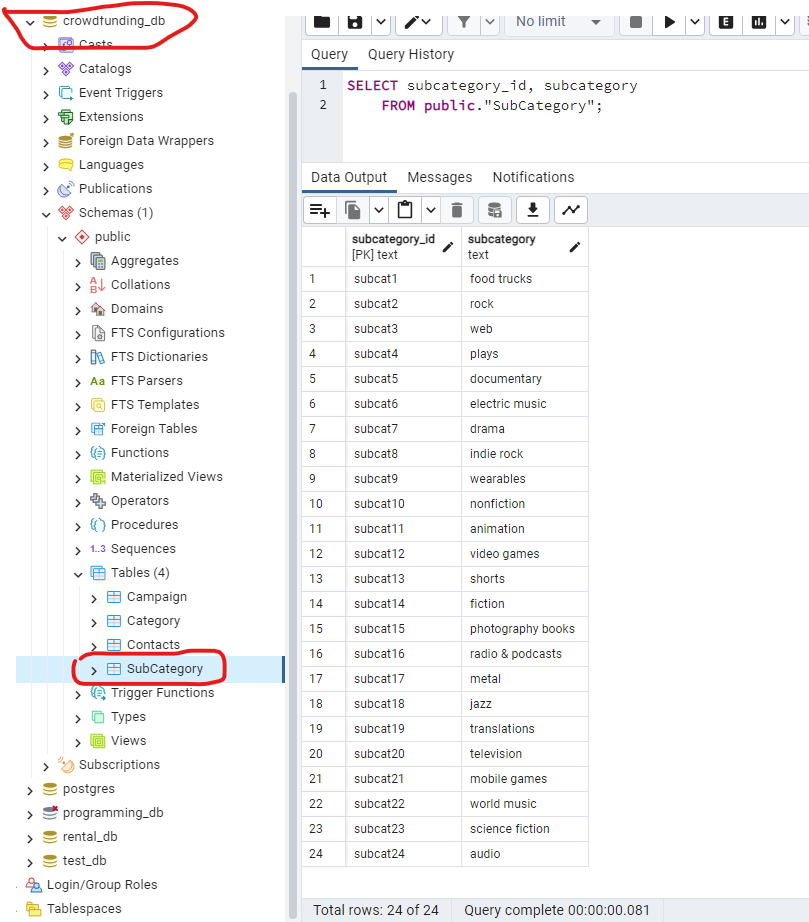 crowdfunding_db
Casts
Catalogs
Event Triggers
Extensions
Foreign Data Wrappers
Languages
Publications
Schemas (1)
public
Aggregates
Collations
Domains
FTS Configurations
FTS Dictionaries
Aa FTS Parsers
FTS Templates
Foreign Tables
Functions
Materialized Views
Operators
Procedures
1..3 Sequences
Tables (4)
Campaign
Category
Contacts
SubCategory
Trigger Functions
Types
Views
Subscriptions
postgres
programming_db
rental_db
test_db
Login/Group Roles
Tablespaces
No limit
E
Query Query History
1 SELECT subcategory_id, subcategory
2 FROM public."SubCategory";
Data Output Messages Notifications
subcategory_id subcategory
[PK] text text
1 subcat1 food trucks
2 subcat2 rock
3 subcat3 web
4 subcat4 plays
5 subcat5 documentary
6 subcat6 electric music
7 subcat7 drama
8 subcat8 indie rock
9 subcat9 wearables
10 subcat10 nonfiction
11 subcat11 animation
12 subcat12 video games
13 subcat13 shorts
14 subcat14 fiction
15 subcat15 photography books
16 subcat16 radio & podcasts
17 subcat17 metal
18 subcat18 jazz
19 subcat19 translations
20 subcat20 television
21 subcat21 mobile games
22 subcat22 world music
23 subcat23 science fiction
24 subcat24 audio
Total rows: 24 of 24 Query complete 00:00:00.081